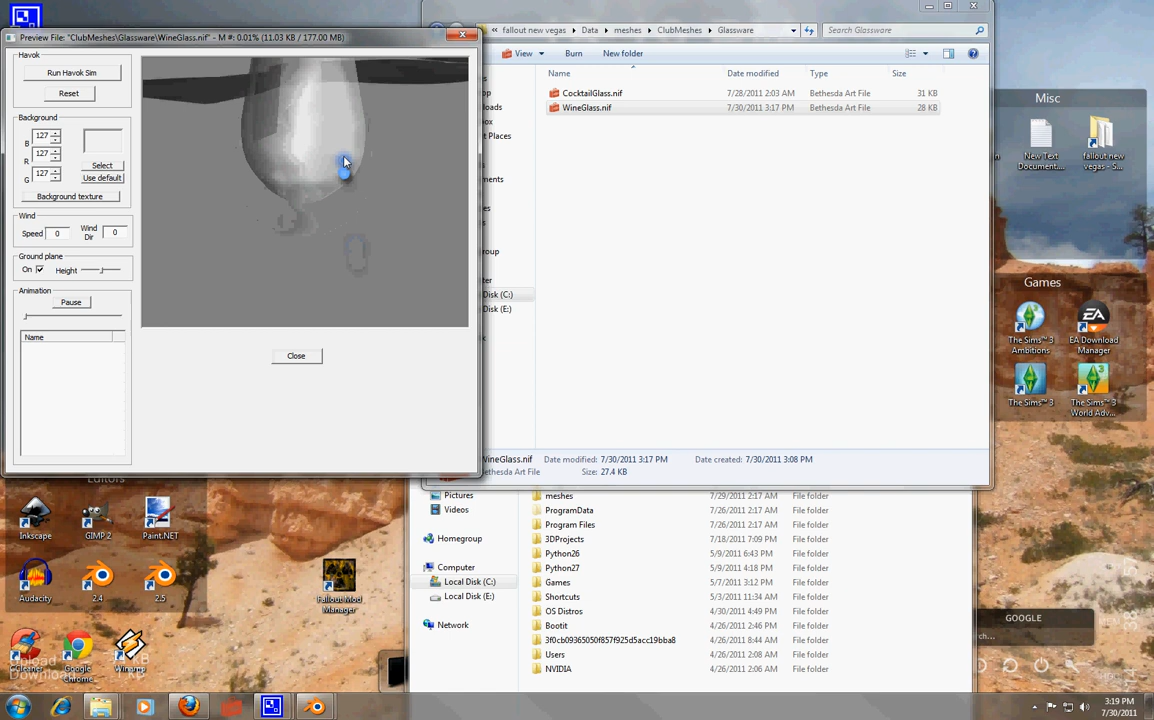 Preview File: "ClubMeshes\Glassware\WineGlass.nif" - M #: 0.01% (11.03 KB / 177.00 MB)
Havok
Run Havok Sim
Reset
Background
B 127
R 127
G 127
Select
Use default
Background texture
Wind
Speed 0
Wind Dir 0
Ground plane
On
Height
Animation
Pause
Name
Close
fallout new vegas
Data
meshes
ClubMeshes
Glassware
Search Glassware
View
Burn
New folder
Name
Date modified
Type
Size
CocktailGlass.nif 7/28/2011 2:03 AM Bethesda Art File 31 KB
WineGlass.nif 7/30/2011 3:17 PM Bethesda Art File 28 KB
t Places
Disk (C:)
Disk (E:)
WineGlass.nif Date modified: 7/30/2011 3:17 PM Date created: 7/30/2011 3:08 PM
ethesda Art File Size: 27.4 KB
Pictures
Videos
Homegroup
Computer
Local Disk (C:)
Local Disk (E:)
Network
meshes 7/29/2011 2:17 AM File folder
ProgramData 7/26/2011 2:17 AM File folder
Program Files 7/26/2011 2:17 AM File folder
3DProjects 7/18/2011 7:09 PM File folder
Python26 5/9/2011 6:43 PM File folder
Python27 5/9/2011 4:18 PM File folder
Games 5/7/2011 3:12 PM File folder
Shortcuts 5/3/2011 11:34 AM File folder
OS Distros 4/30/2011 4:49 PM File folder
Bootit 4/26/2011 2:46 PM File folder
3f0cb09365050f857f925d5acc19bba8 4/26/2011 8:44 AM File folder
Users 4/26/2011 2:08 AM File folder
NVIDIA 4/26/2011 2:06 AM File folder
Misc
New Text Document....
fallout new vegas - S...
Games
The Sims™ 3 Ambitions
EA Download Manager
The Sims™ 3
The Sims™ 3 World Adv...
GOOGLE
Editors
Inkscape
GIMP 2
Paint.NET
Audacity
2.4
2.5
Fallout Mod Manager
CCleaner
Google Chrome
Winamp
3:19 PM
7/30/2011